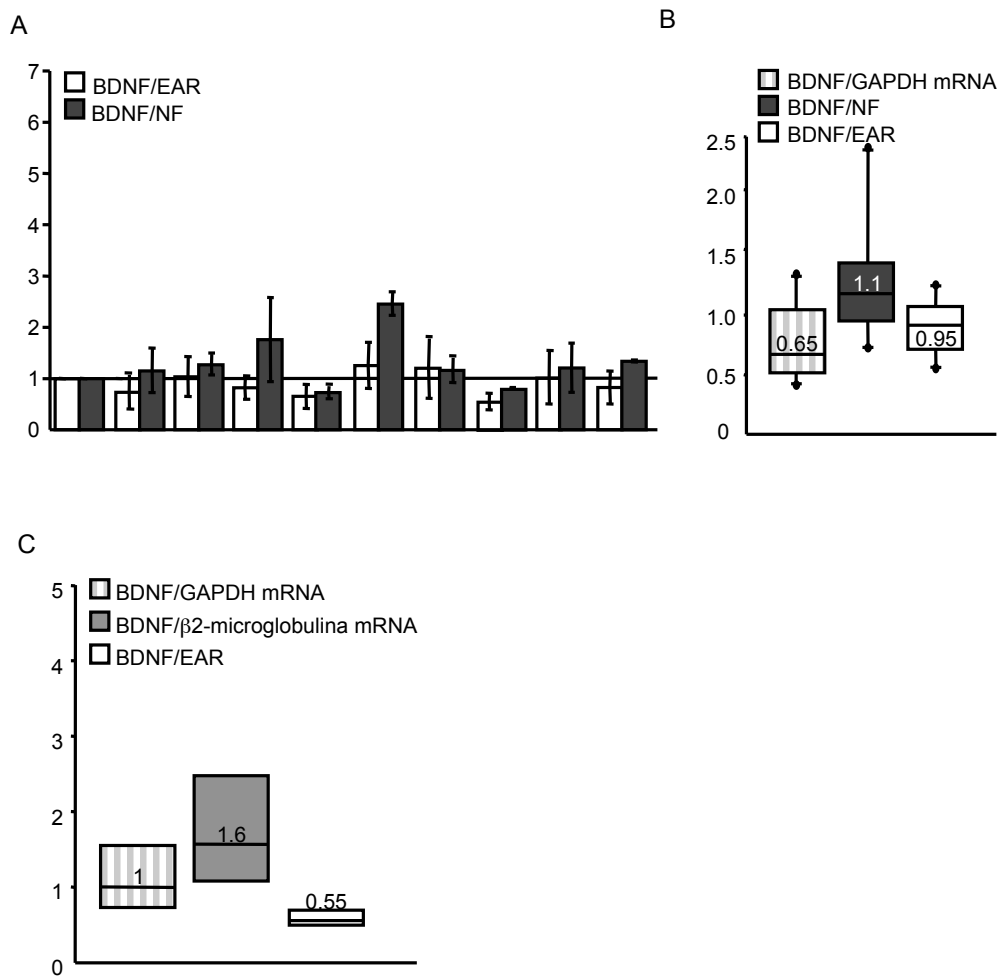 A
7
6
5
4
3
2
1
0
BDNF/EAR
BDNF/NF
B
BDNF/GAPDH mRNA
BDNF/NF
BDNF/EAR
2.5
2.0
1.5
1.0
0.5
0
0.65
1.1
0.95
C
5
4
3
2
1
0
BDNF/GAPDH mRNA
BDNF/β2-microglobulina mRNA
BDNF/EAR
1
1.6
0.55